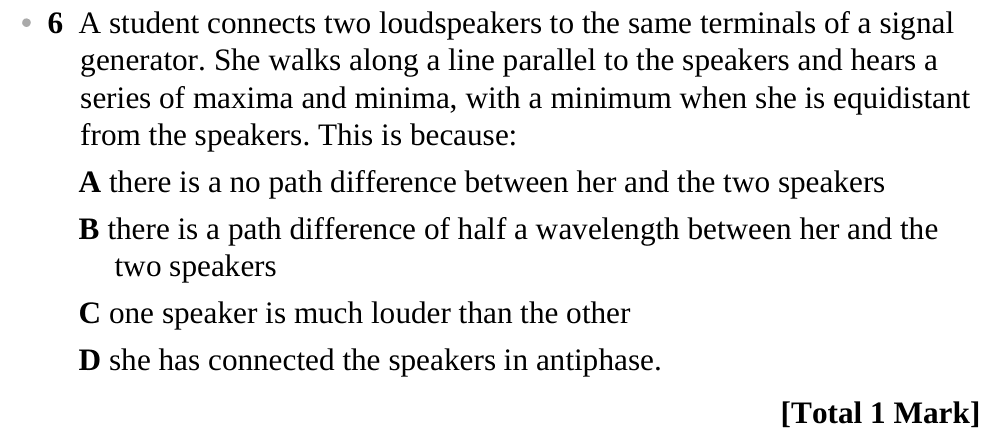 • 6 A student connects two loudspeakers to the same terminals of a signal
generator. She walks along a line parallel to the speakers and hears a
series of maxima and minima, with a minimum when she is equidistant
from the speakers. This is because:
A there is a no path difference between her and the two speakers
B there is a path difference of half a wavelength between her and the
two speakers
C one speaker is much louder than the other
D she has connected the speakers in antiphase.
[Total 1 Mark]